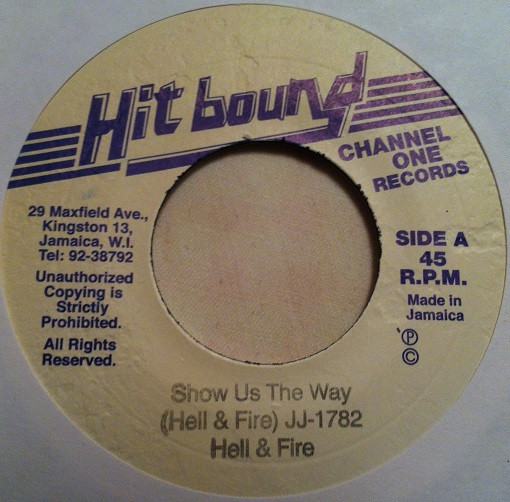 Hit bound
CHANNEL
ONE
RECORDS
29 Maxfield Ave.,
Kingston 13,
Jamaica, W.I.
Tel: 92-38792
Unauthorized
Copying is
Strictly
Prohibited.
All Rights
Reserved.
SIDE A
45
R.P.M.
Made in
Jamaica
℗
©
Show Us The Way
(Hell & Fire) JJ-1782
Hell & Fire